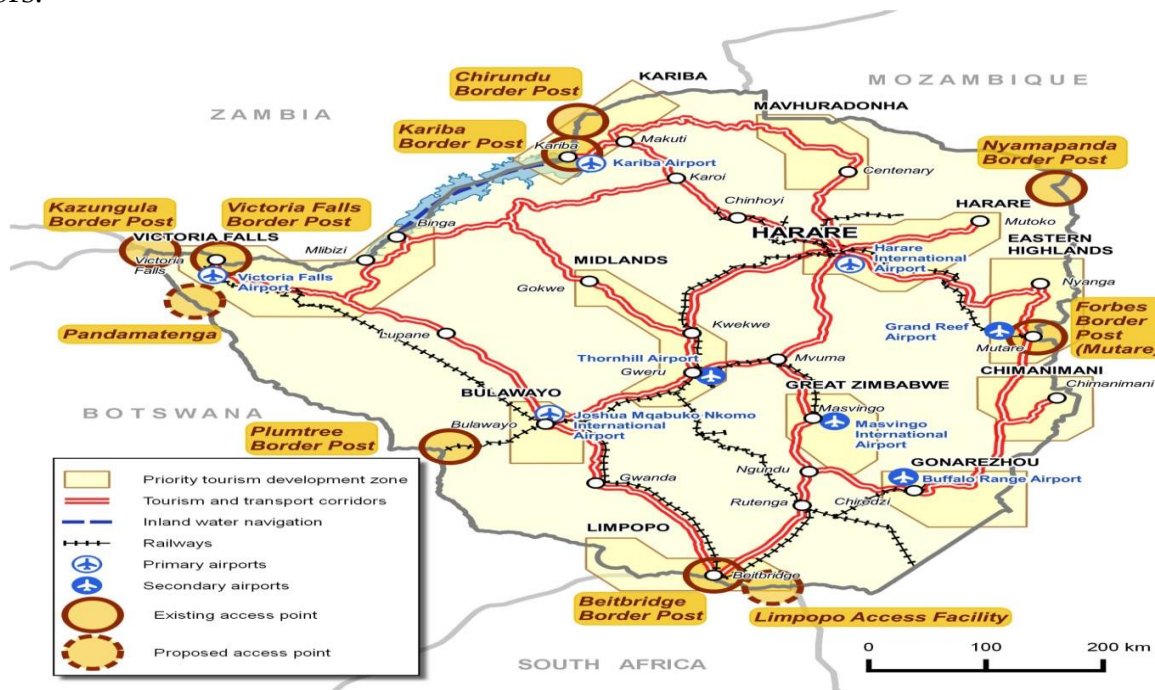 ers.
KARIBA
Chirundu
Border Post
MOZAMBIQUE
ZAMBIA
MAVHURADONHA
Kariba
Border Post
Makuti
Kariba
Kariba Airport
Nyamapanda
Border Post
Centenary
Karoi
Kazungula
Border Post
Victoria Falls
Border Post
Chinhoyi
HARARE
Mutoko
Binga
HARARE
VICTORIA FALLS
Mlibizi
EASTERN
HIGHLANDS
Victoria
Falls
Harare
International
Airport
MIDLANDS
Victoria Falls
Airport
Gokwe
Nyanga
Pandamatenga
Lupane
Kwekwe
Grand Reef
Airport
Forbes
Border
Post
(Mutare)
Mutare
Thornhill Airport
Gweru
Mvuma
CHIMANIMANI
Chimanimani
BULAWAYO
GREAT ZIMBABWE
BOTSWANA
Joshua Mqabuko Nkomo
International
Airport
Masvingo
Bulawayo
Masvingo
International
Airport
Plumtree
Border Post
GONAREZHOU
Ngundu
Buffalo Range Airport
Gwanda
Rutenga
Chiredzi
LIMPOPO
Beitbridge
Beitbridge
Border Post
Limpopo Access Facility
SOUTH AFRICA
Priority tourism development zone
Tourism and transport corridors
Inland water navigation
Railways
Primary airports
Secondary airports
Existing access point
Proposed access point
0 100 200 km